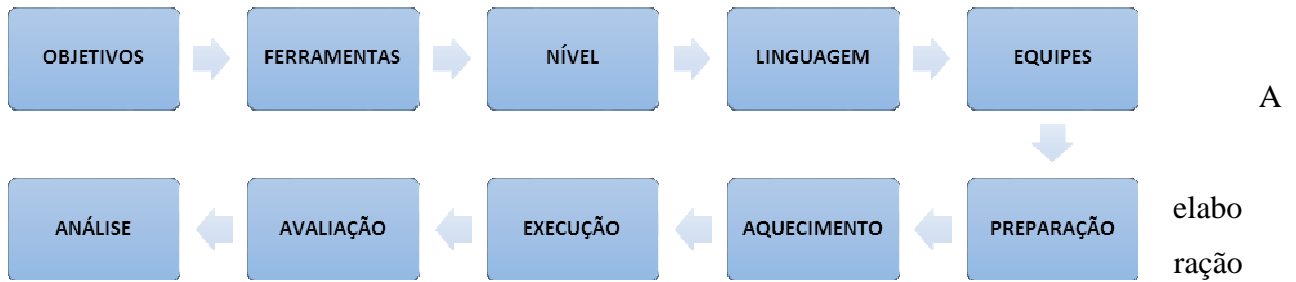 OBJETIVOS FERRAMENTAS NÍVEL LINGUAGEM EQUIPES
A
ANÁLISE AVALIAÇÃO EXECUÇÃO AQUECIMENTO PREPARAÇÃO
elabo
ração